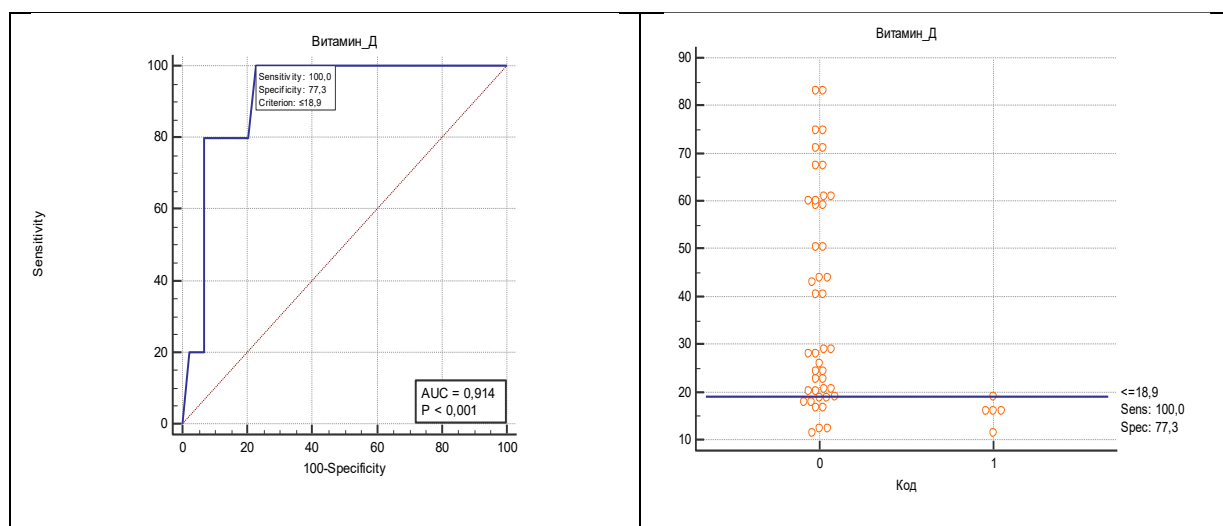 Витамин_Д
100
80
60
40
20
0
Sensitivity
Sensitivity: 100,0
Specificity: 77,3
Criterion: ≤18,9
AUC = 0,914
P < 0,001
0 20 40 60 80 100
100-Specificity
Витамин_Д
90
80
70
60
50
40
30
20
10
<=18,9
Sens: 100,0
Spec: 77,3
0 1
Код